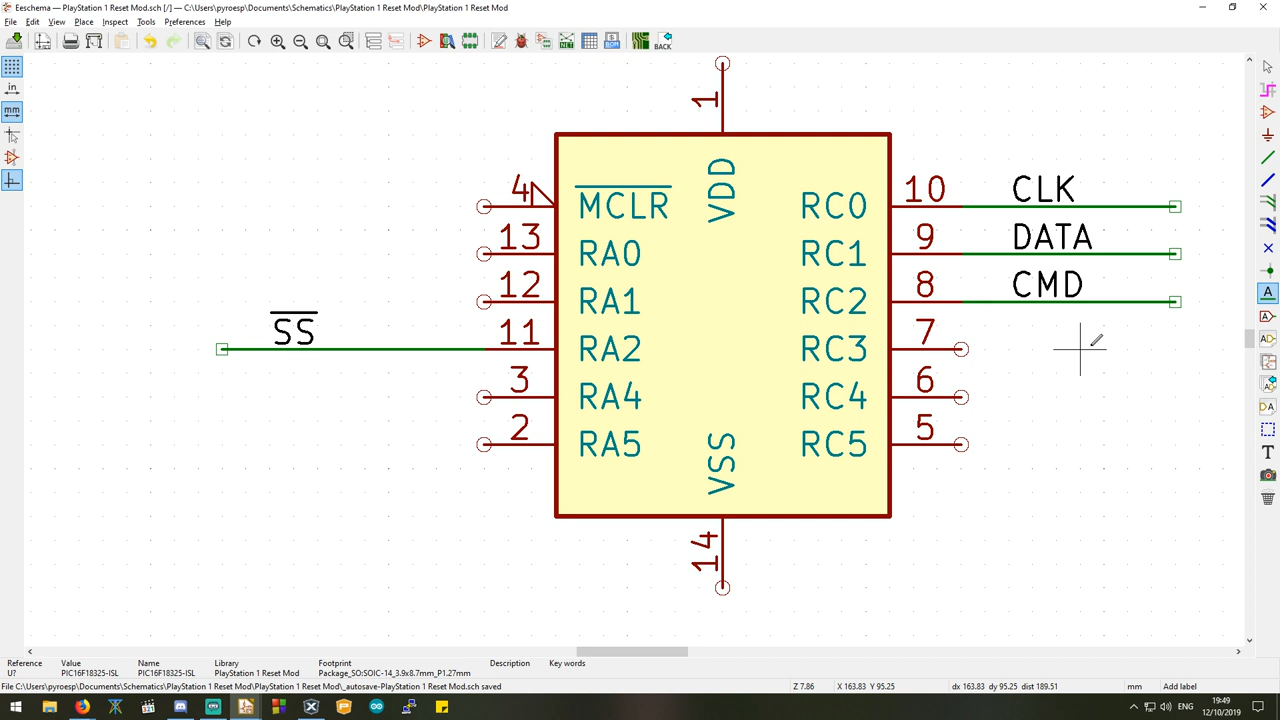 Eeschema — PlayStation 1 Reset Mod.sch [/] — C:\Users\pyroesp\Documents\Schematics\PlayStation 1 Reset Mod\PlayStation 1 Reset Mod
File Edit View Place Inspect Tools Preferences Help
BACK
in
mm
1
VDD
4 MCLR RC0 10 CLK
13 RA0 RC1 9 DATA
12 RA1 RC2 8 CMD
SS 11 RA2 RC3 7
3 RA4 RC4 6
2 RA5 RC5 5
VSS
14
Reference Value Name Library Footprint Description Key words
U? PIC16F18325-ISL PIC16F18325-ISL PlayStation 1 Reset Mod Package_SO:SOIC-14_3.9x8.7mm_P1.27mm
File C:\Users\pyroesp\Documents\Schematics\PlayStation 1 Reset Mod\PlayStation 1 Reset Mod\_autosave-PlayStation 1 Reset Mod.sch saved Z 7.86 X 163.83 Y 95.25 dx 163.83 dy 95.25 dist 189.51 mm Add label
ENG 19:49
12/10/2019